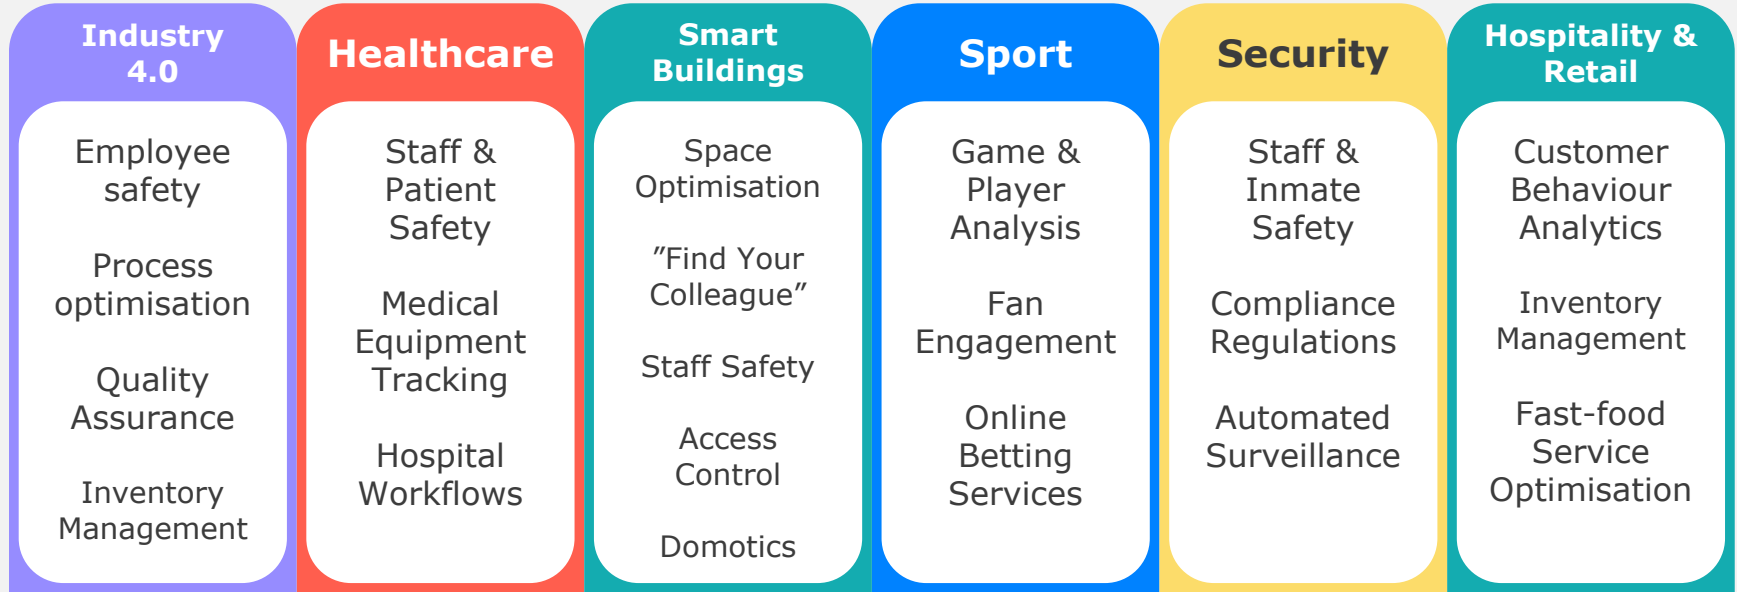 Industry
4.0
Employee
safety
Process
optimisation
Quality
Assurance
Inventory
Management
Healthcare
Staff &
Patient
Safety
Medical
Equipment
Tracking
Hospital
Workflows
Smart
Buildings
Space
Optimisation
”Find Your
Colleague”
Staff Safety
Access
Control
Domotics
Sport
Game &
Player
Analysis
Fan
Engagement
Online
Betting
Services
Security
Staff &
Inmate
Safety
Compliance
Regulations
Automated
Surveillance
Hospitality &
Retail
Customer
Behaviour
Analytics
Inventory
Management
Fast-food
Service
Optimisation